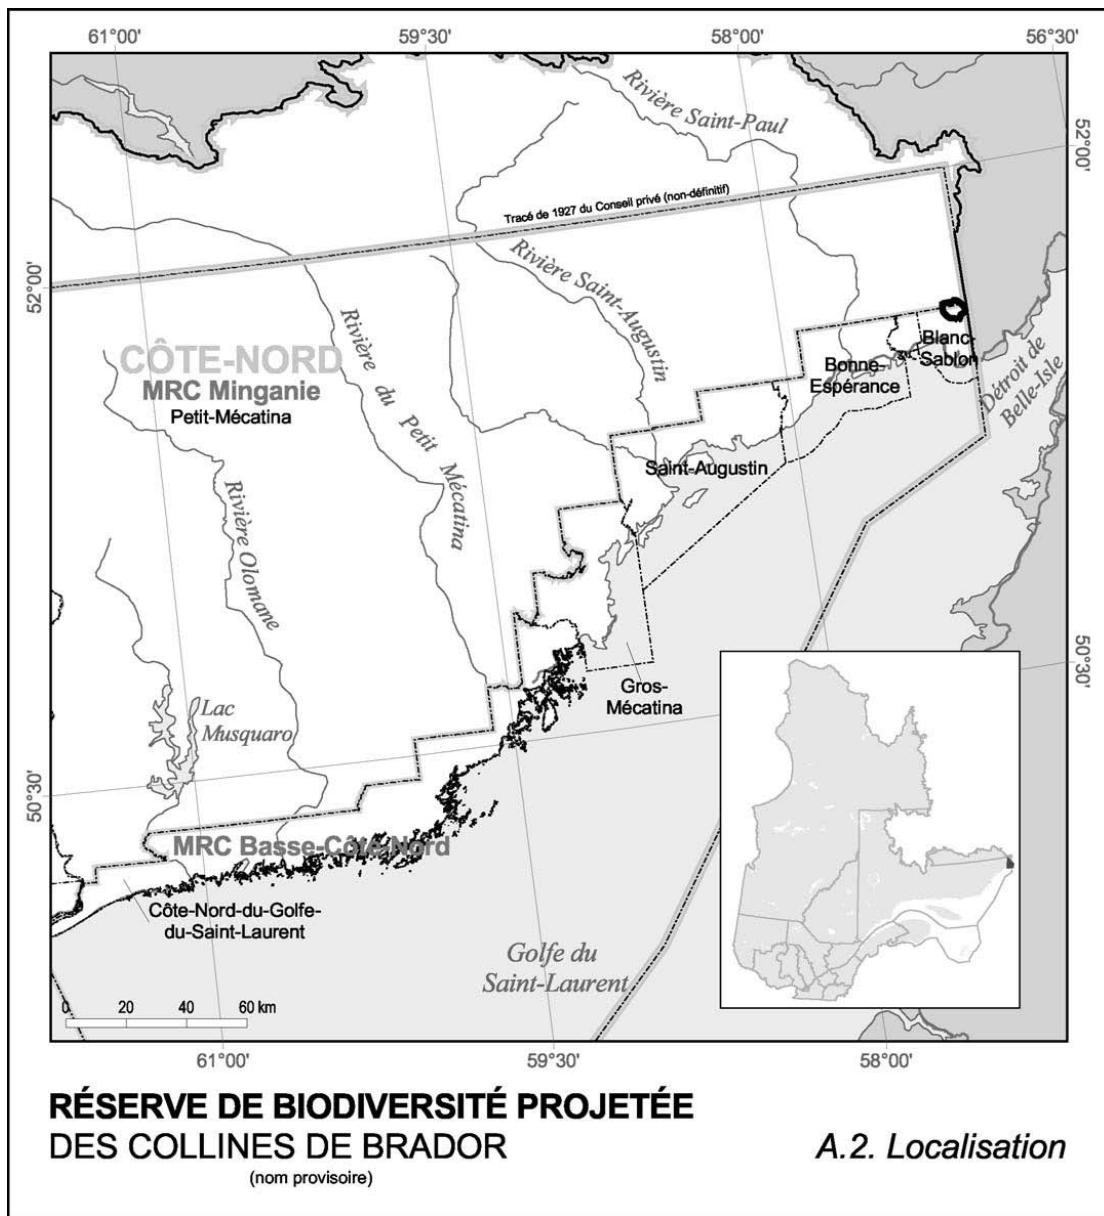 61°00'
59°30'
58°00'
56°30'
Rivière Saint-Paul
52°00'
Tracé de 1927 du Conseil privé (non-définitif)
Rivière Saint-Augustin
52°00'
Rivière du Petit Mécatina
Blanc-
Sablon
CÔTE-NORD
MRC Minganie
Petit-Mécatina
Bonne-
Espérance
Détroit de
Belle-Isle
Saint-Augustin
Rivière Olomane
50°30'
Gros-
Mécatina
Lac
Musquaro
50°30'
MRC Basse-Côte-Nord
Côte-Nord-du-Golfe-
du-Saint-Laurent
Golfe du
Saint-Laurent
0 20 40 60 km
61°00'
59°30'
58°00'
RÉSERVE DE BIODIVERSITÉ PROJETÉE
DES COLLINES DE BRADOR
A.2. Localisation
(nom provisoire)